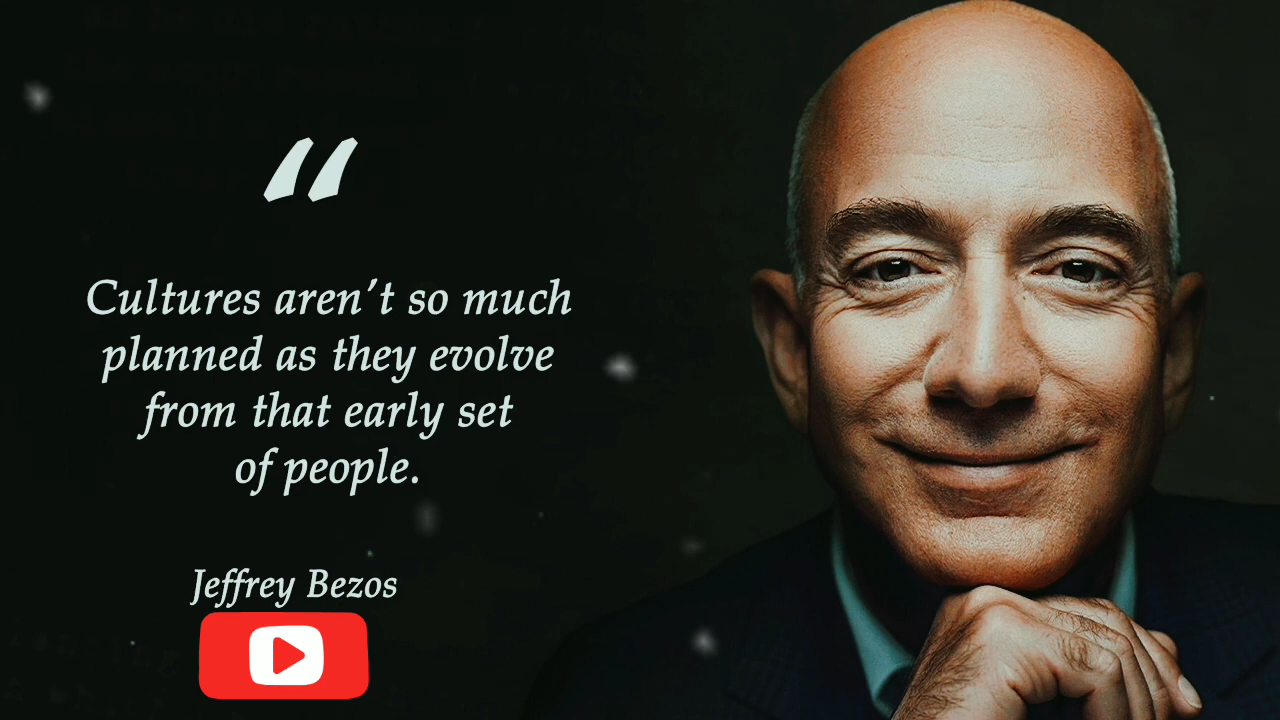 “
Cultures aren’t so much
planned as they evolve
from that early set
of people.
Jeffrey Bezos